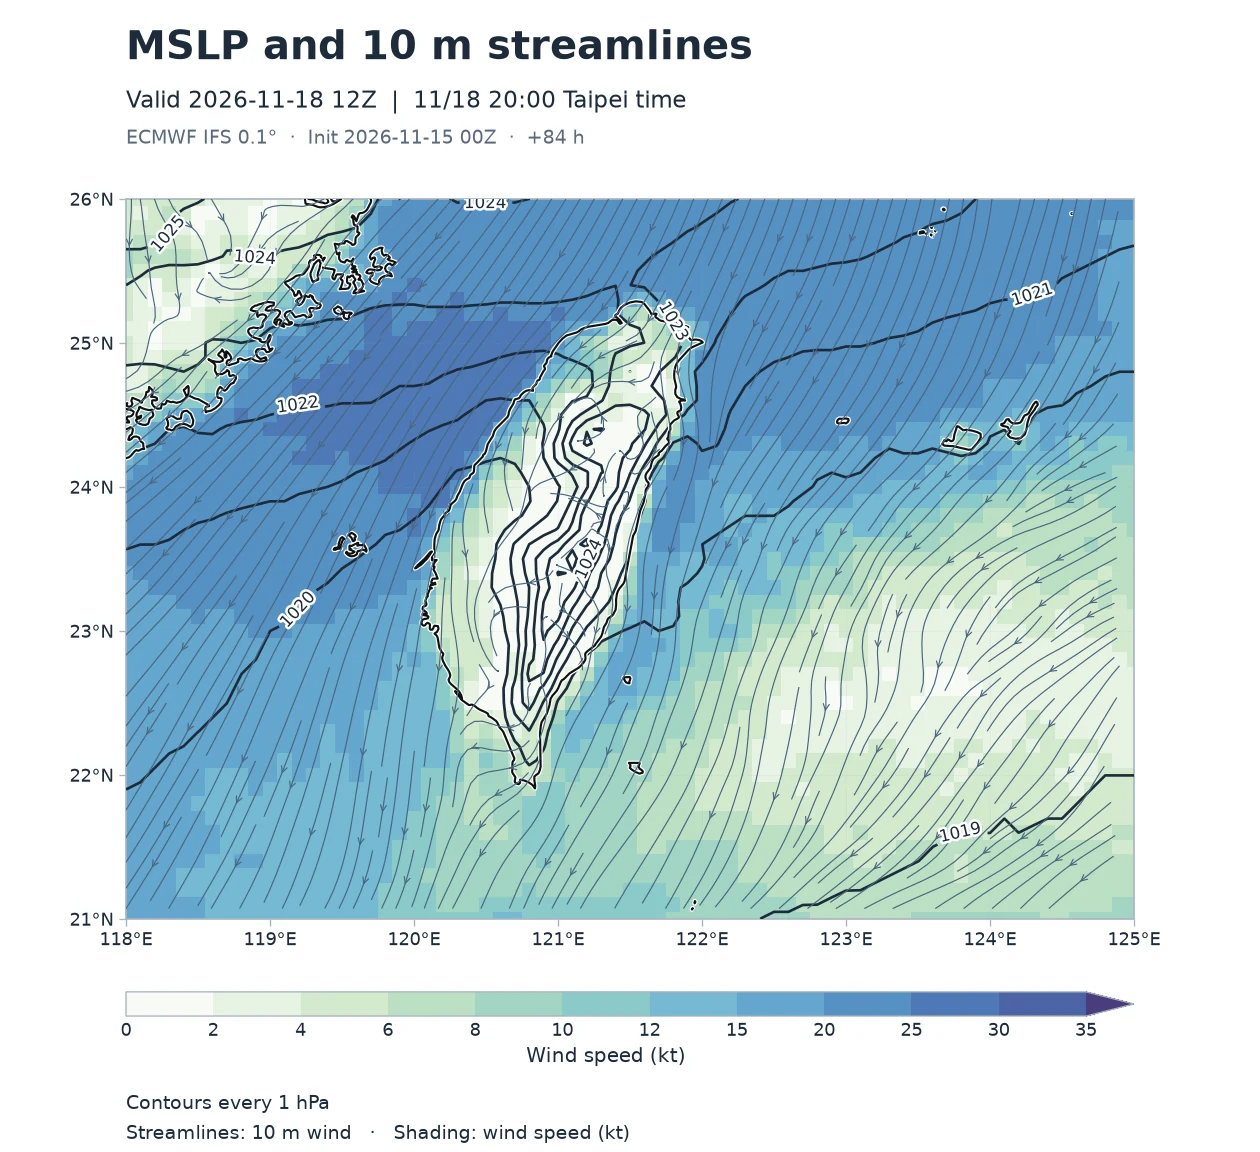 MSLP and 10 m streamlines
Valid 2026-11-18 12Z | 11/18 20:00 Taipei time
ECMWF IFS 0.1° · Init 2026-11-15 00Z · +84 h
26°N
25°N
24°N
23°N
22°N
21°N
1024
1025
1024
1021
1023
1022
1024
1020
1019
118°E 119°E 120°E 121°E 122°E 123°E 124°E 125°E
0 2 4 6 8 10 12 15 20 25 30 35
Wind speed (kt)
Contours every 1 hPa
Streamlines: 10 m wind · Shading: wind speed (kt)